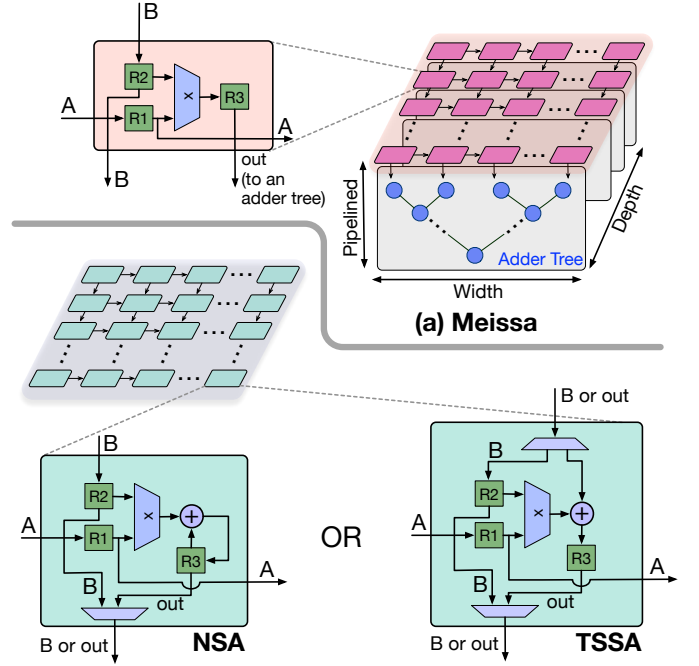 B
R2
A
R1
x
R3
A
B
out
(to an
adder tree)
Pipelined
Adder Tree
Depth
Width
(a) Meissa
B
R2
A
R1
x
+
R3
A
B
out
B or out
NSA
OR
B or out
B
R2
A
R1
x
+
R3
A
B
out
B or out
TSSA